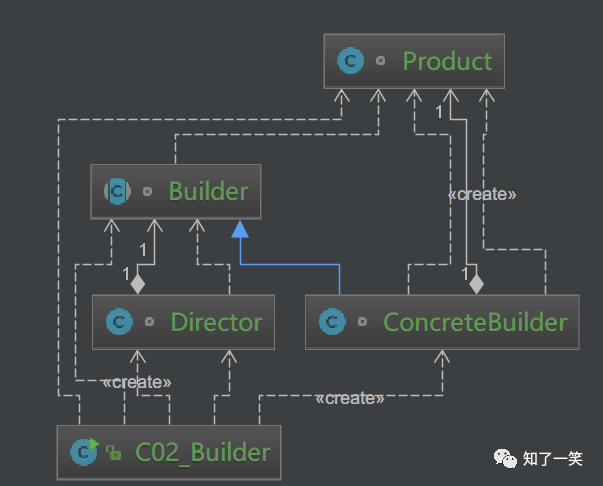 Product
1
«create»
Builder
1
1
1
Director
ConcreteBuilder
«create»
«create»
C02_Builder
知了一笑